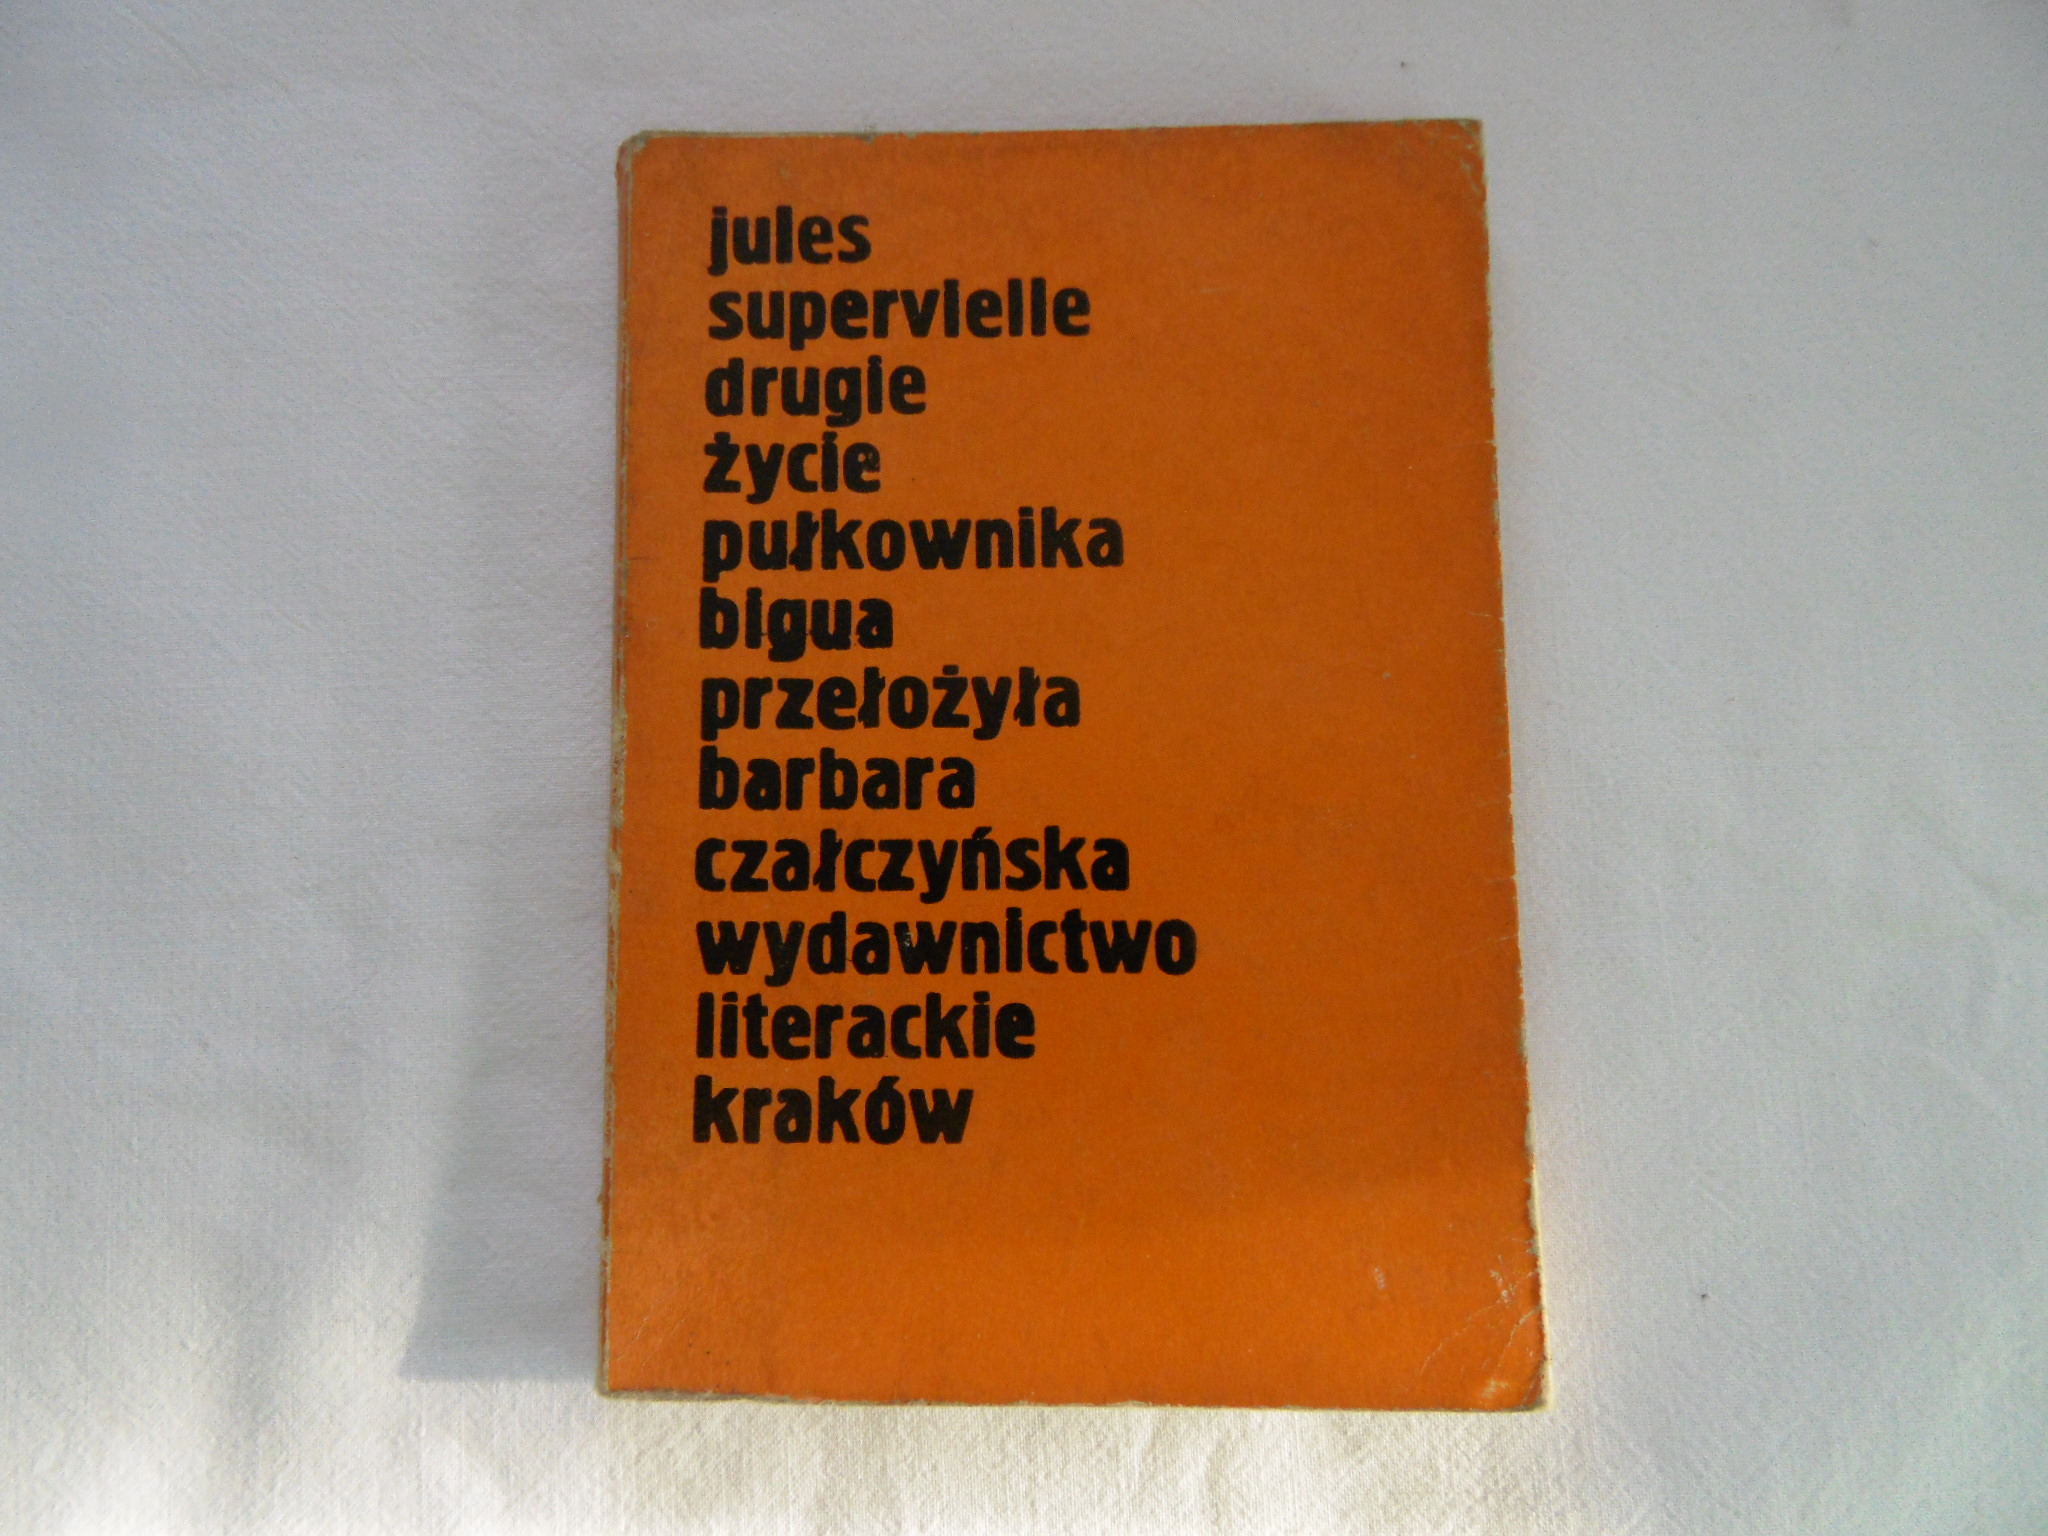 jules
supervielle
drugie
życie
pułkownika
bigua
przełożyła
barbara
czałczyńska
wydawnictwo
literackie
kraków